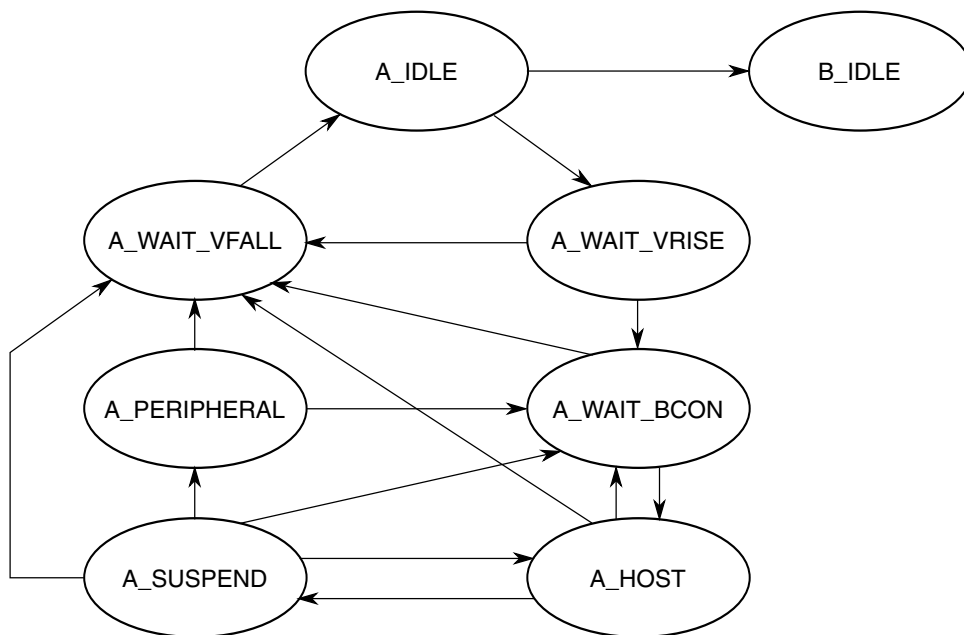 A_IDLE
B_IDLE
A_WAIT_VFALL
A_WAIT_VRISE
A_PERIPHERAL
A_WAIT_BCON
A_SUSPEND
A_HOST